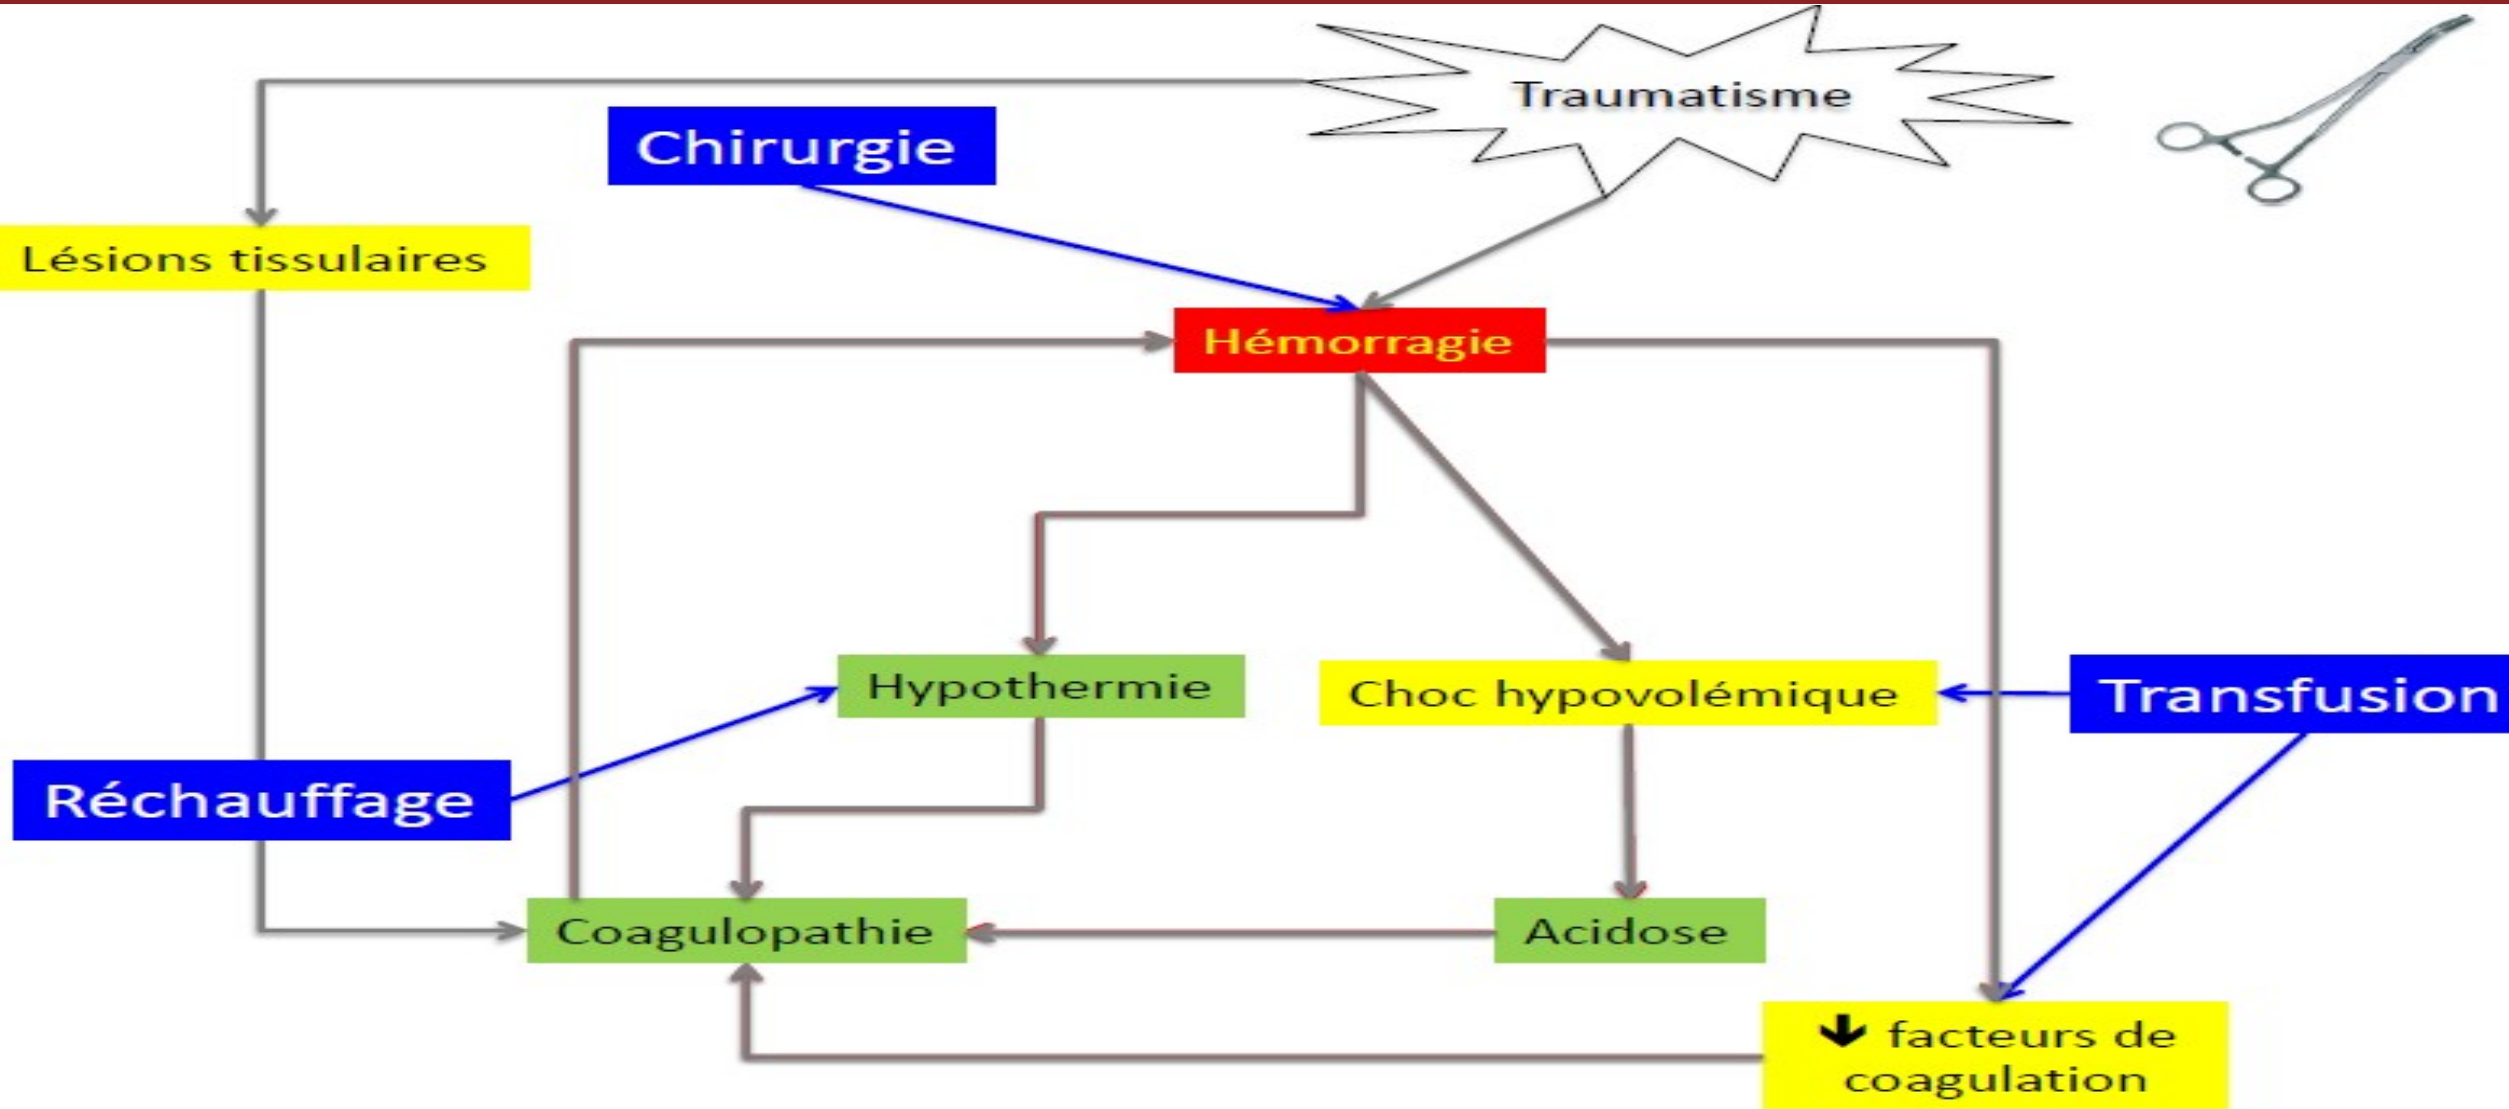 Traumatisme
Chirurgie
Lésions tissulaires
Hémorragie
Hypothermie
Choc hypovolémique
Transfusion
Réchauffage
Coagulopathie
Acidose
🡫 facteurs de
coagulation